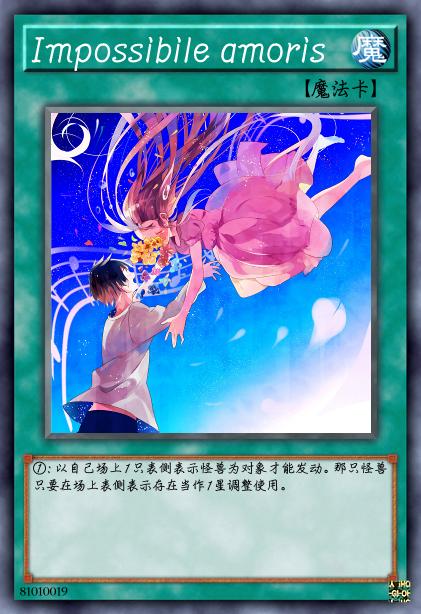 Impossibile amoris
魔
【魔法卡】
①：以自己场上1只表侧表示怪兽为对象才能发动。那只怪兽
只要在场上表侧表示存在当作1星调整使用。
81010019